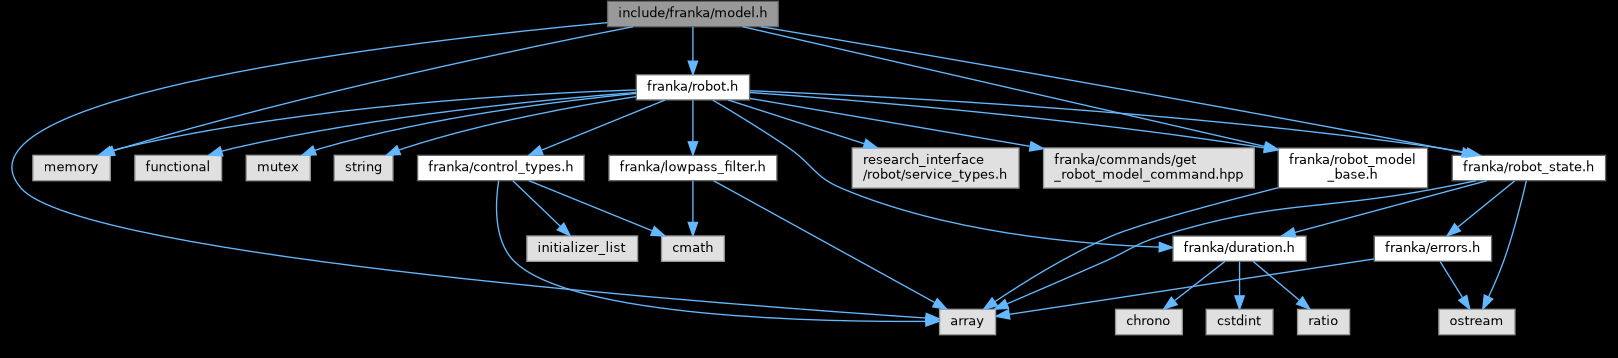 include/franka/model.h
franka/robot.h
memory
functional
mutex
string
franka/control_types.h
franka/lowpass_filter.h
research_interface
/robot/service_types.h
franka/commands/get
_robot_model_command.hpp
franka/robot_model
_base.h
franka/robot_state.h
initializer_list
cmath
franka/duration.h
franka/errors.h
array
chrono
cstdint
ratio
ostream